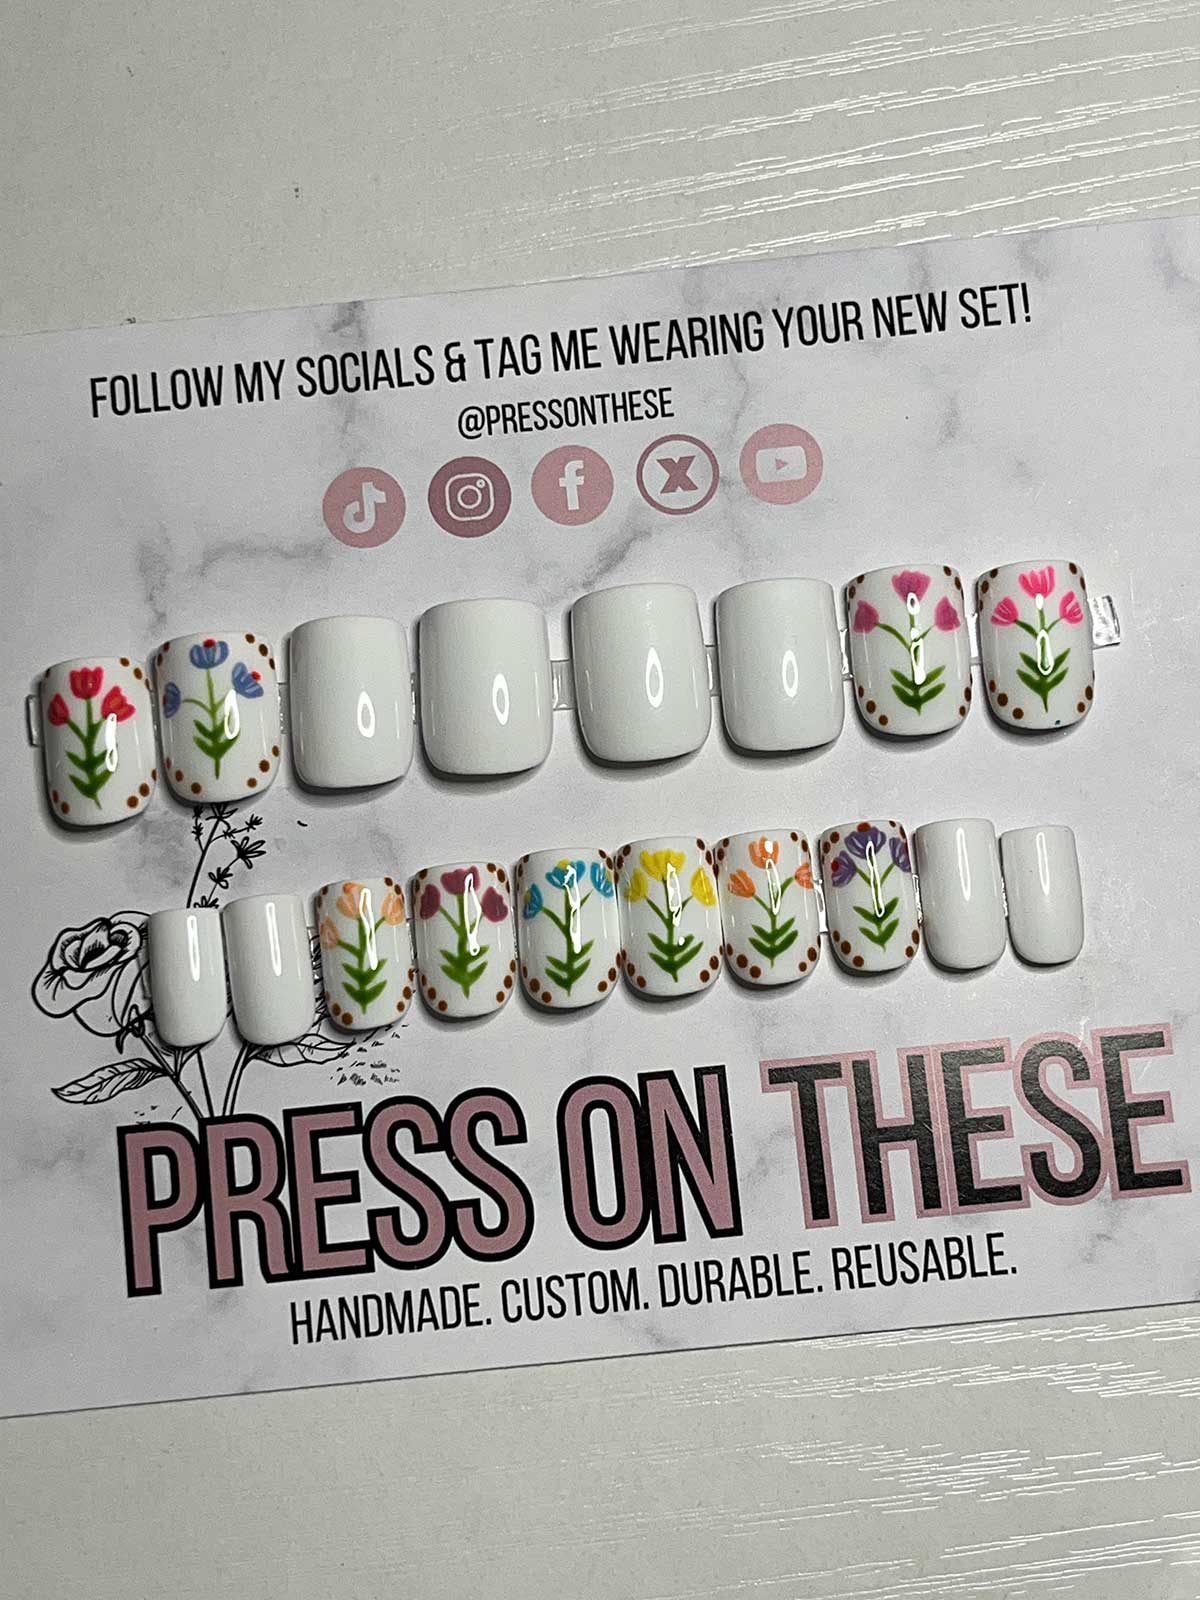 FOLLOW MY SOCIALS & TAG ME WEARING YOUR NEW SET!
@PRESSONTHESE
PRESS ON THESE
HANDMADE. CUSTOM. DURABLE. REUSABLE.